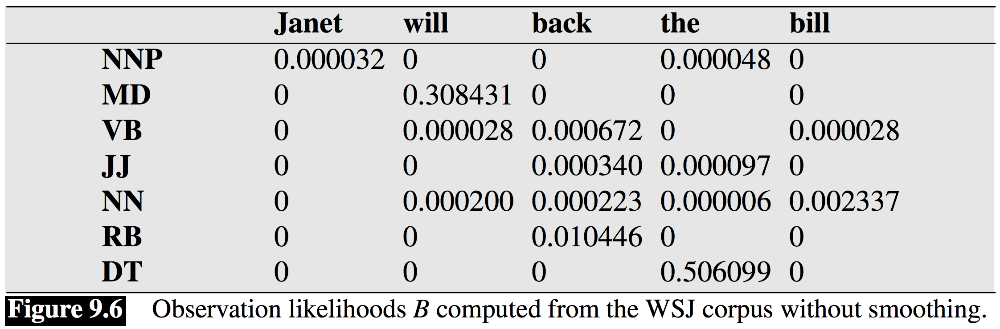 Janet will back the bill
NNP 0.000032 0 0 0.000048 0
MD 0 0.308431 0 0 0
VB 0 0.000028 0.000672 0 0.000028
JJ 0 0 0.000340 0.000097 0
NN 0 0.000200 0.000223 0.000006 0.002337
RB 0 0 0.010446 0 0
DT 0 0 0 0.506099 0
Figure 9.6 Observation likelihoods B computed from the WSJ corpus without smoothing.